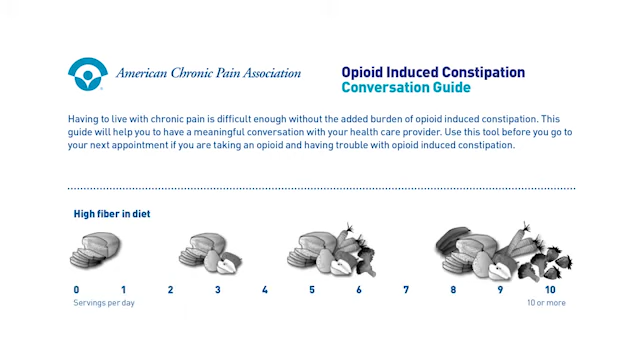 American Chronic Pain Association
Opioid Induced Constipation
Conversation Guide
Having to live with chronic pain is difficult enough without the added burden of opioid induced constipation. This
guide will help you to have a meaningful conversation with your health care provider. Use this tool before you go to
your next appointment if you are taking an opioid and having trouble with opioid induced constipation.
High fiber in diet
0 1 2 3 4 5 6 7 8 9 10
Servings per day 10 or more